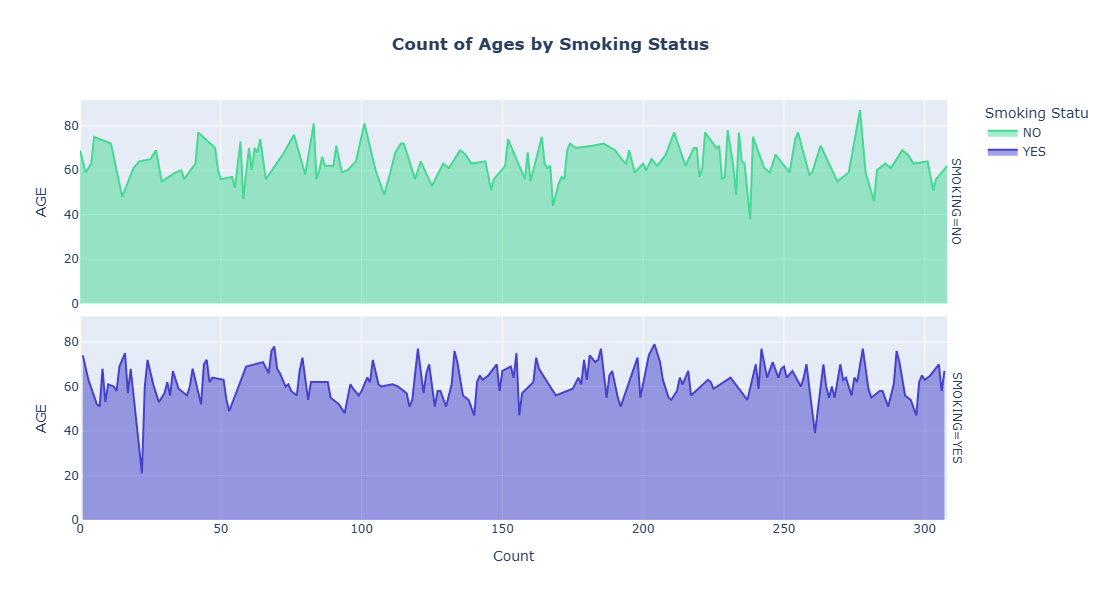 Count of Ages by Smoking Status
Smoking Statu
NO
YES
AGE
80
60
40
20
0
SMOKING=NO
AGE
80
60
40
20
0
SMOKING=YES
0 50 100 150 200 250 300
Count